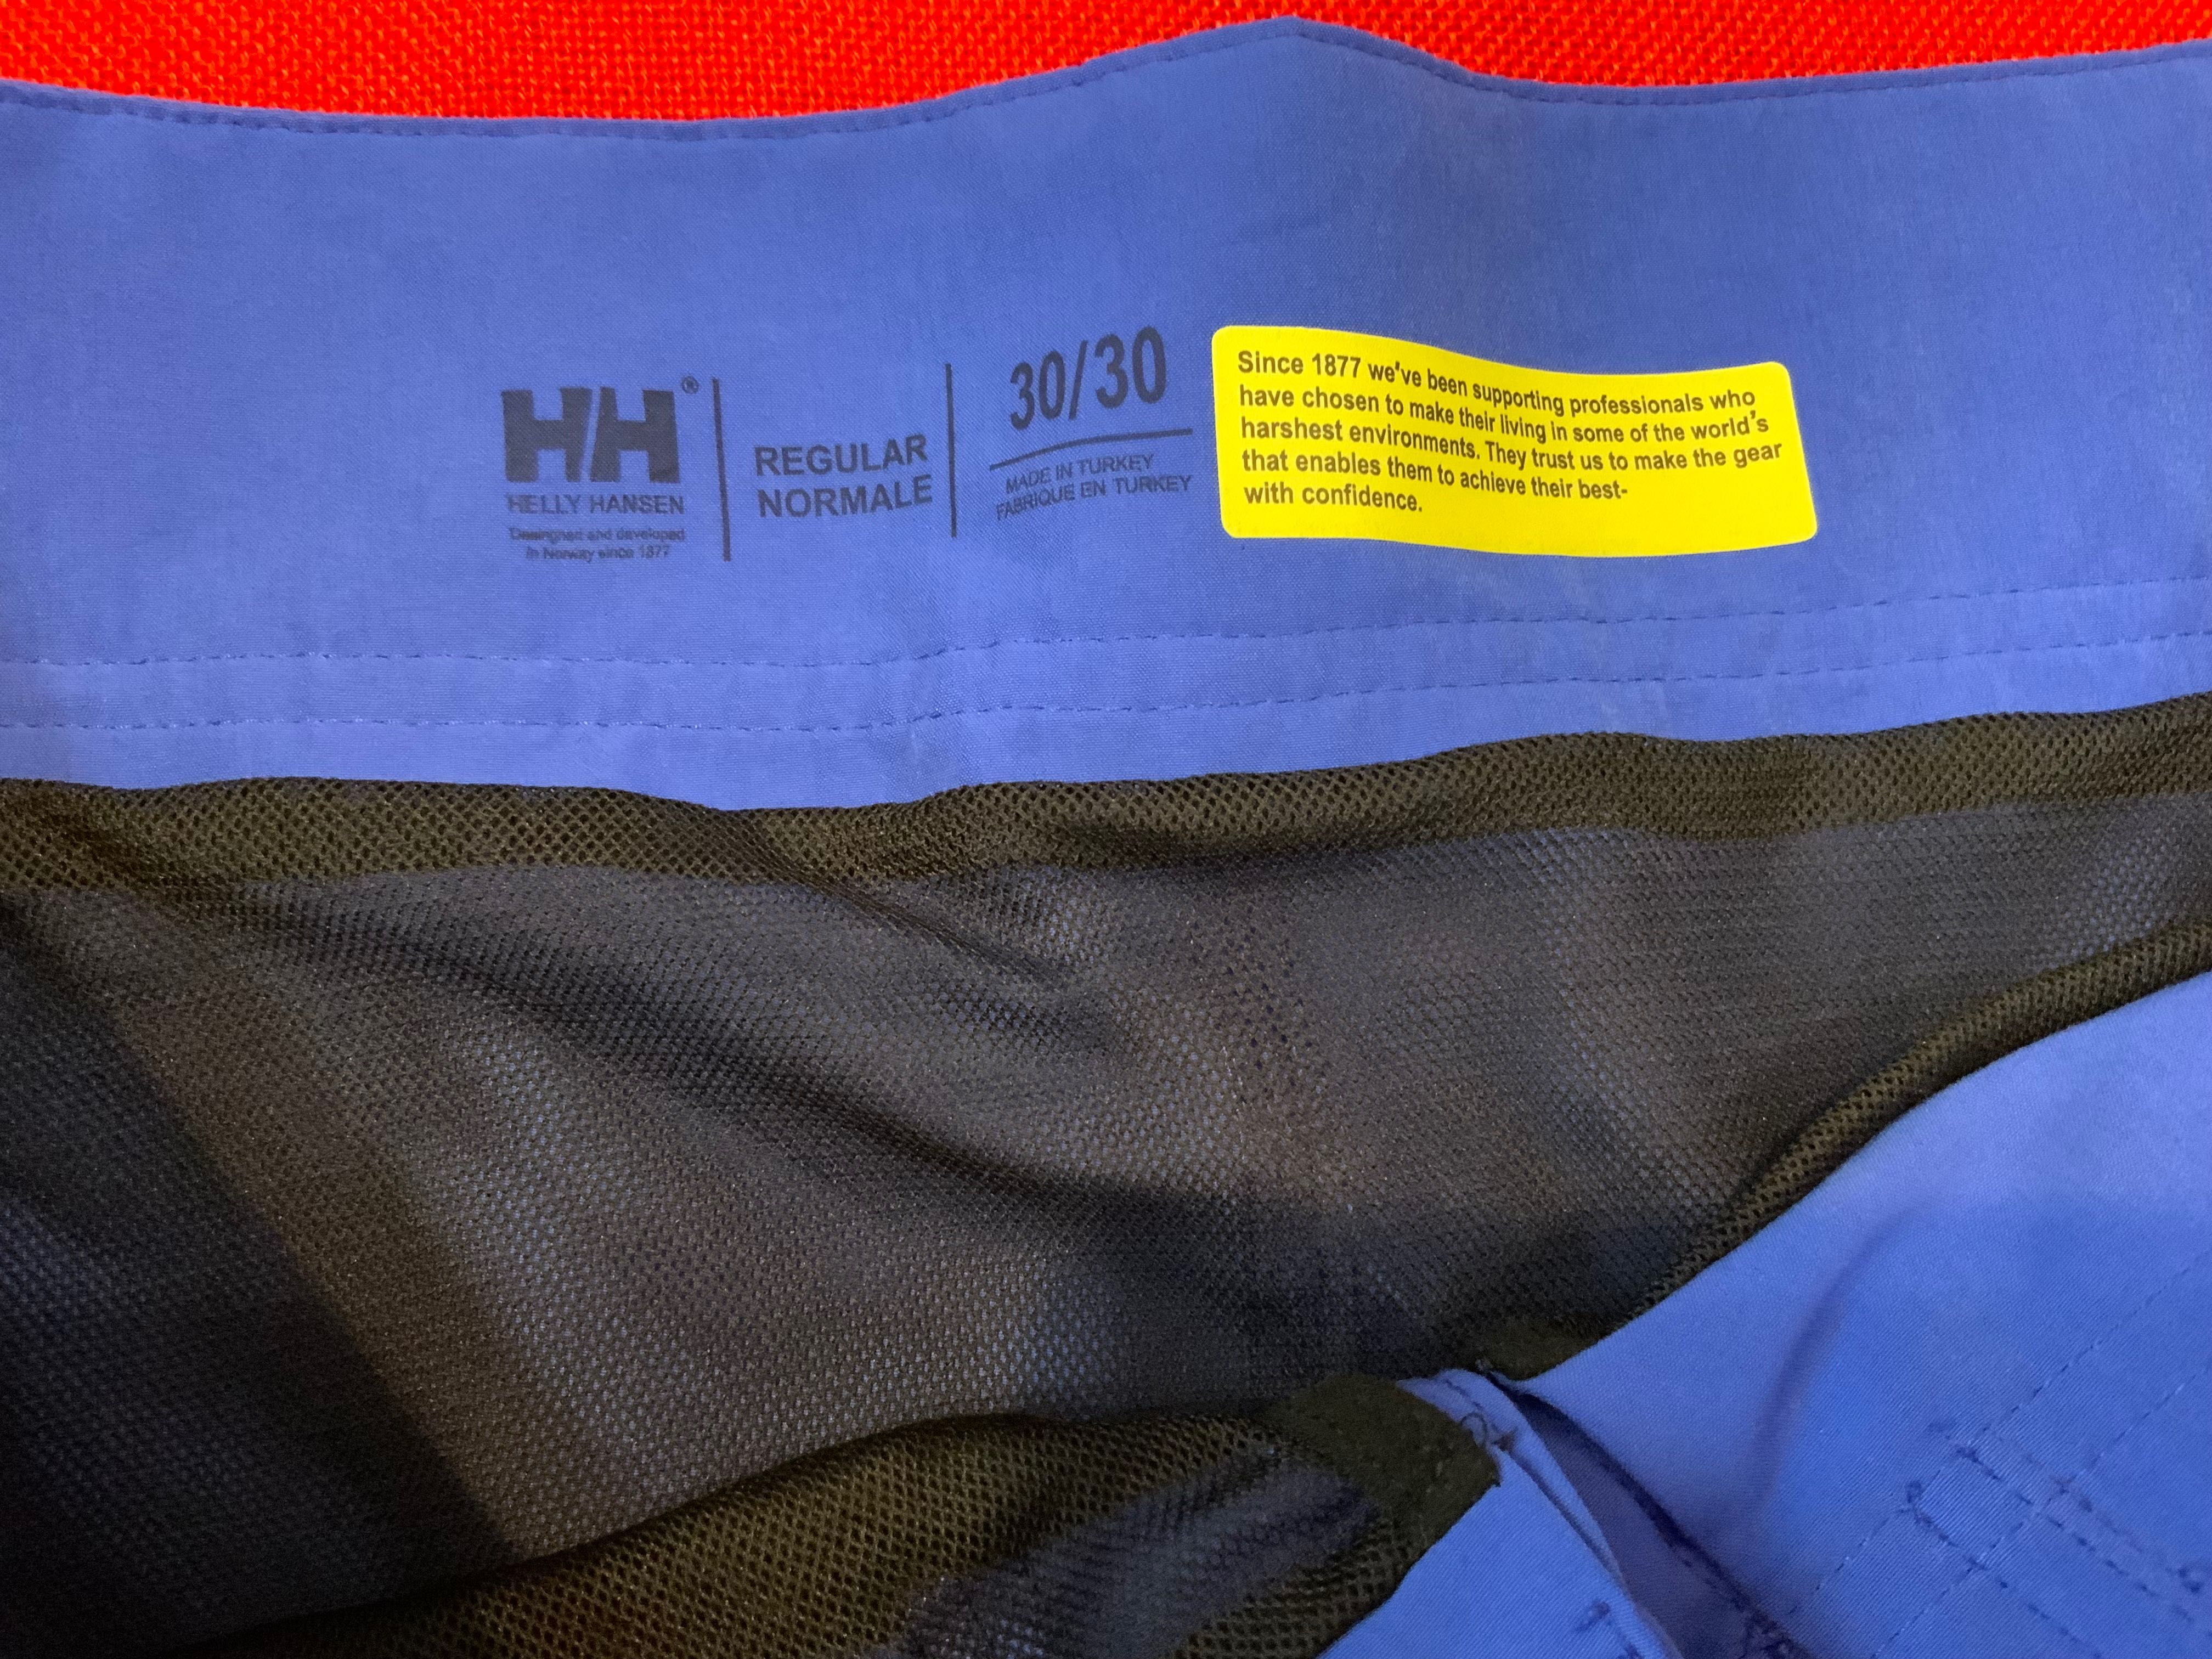 HH®
HELLY HANSEN
Desingned and developed
in Norway since 1877
REGULAR
NORMALE
30/30
MADE IN TURKEY
FABRIQUE EN TURKEY
Since 1877 we've been supporting professionals who
have chosen to make their living in some of the world's
harshest environments. They trust us to make the gear
that enables them to achieve their best-
with confidence.